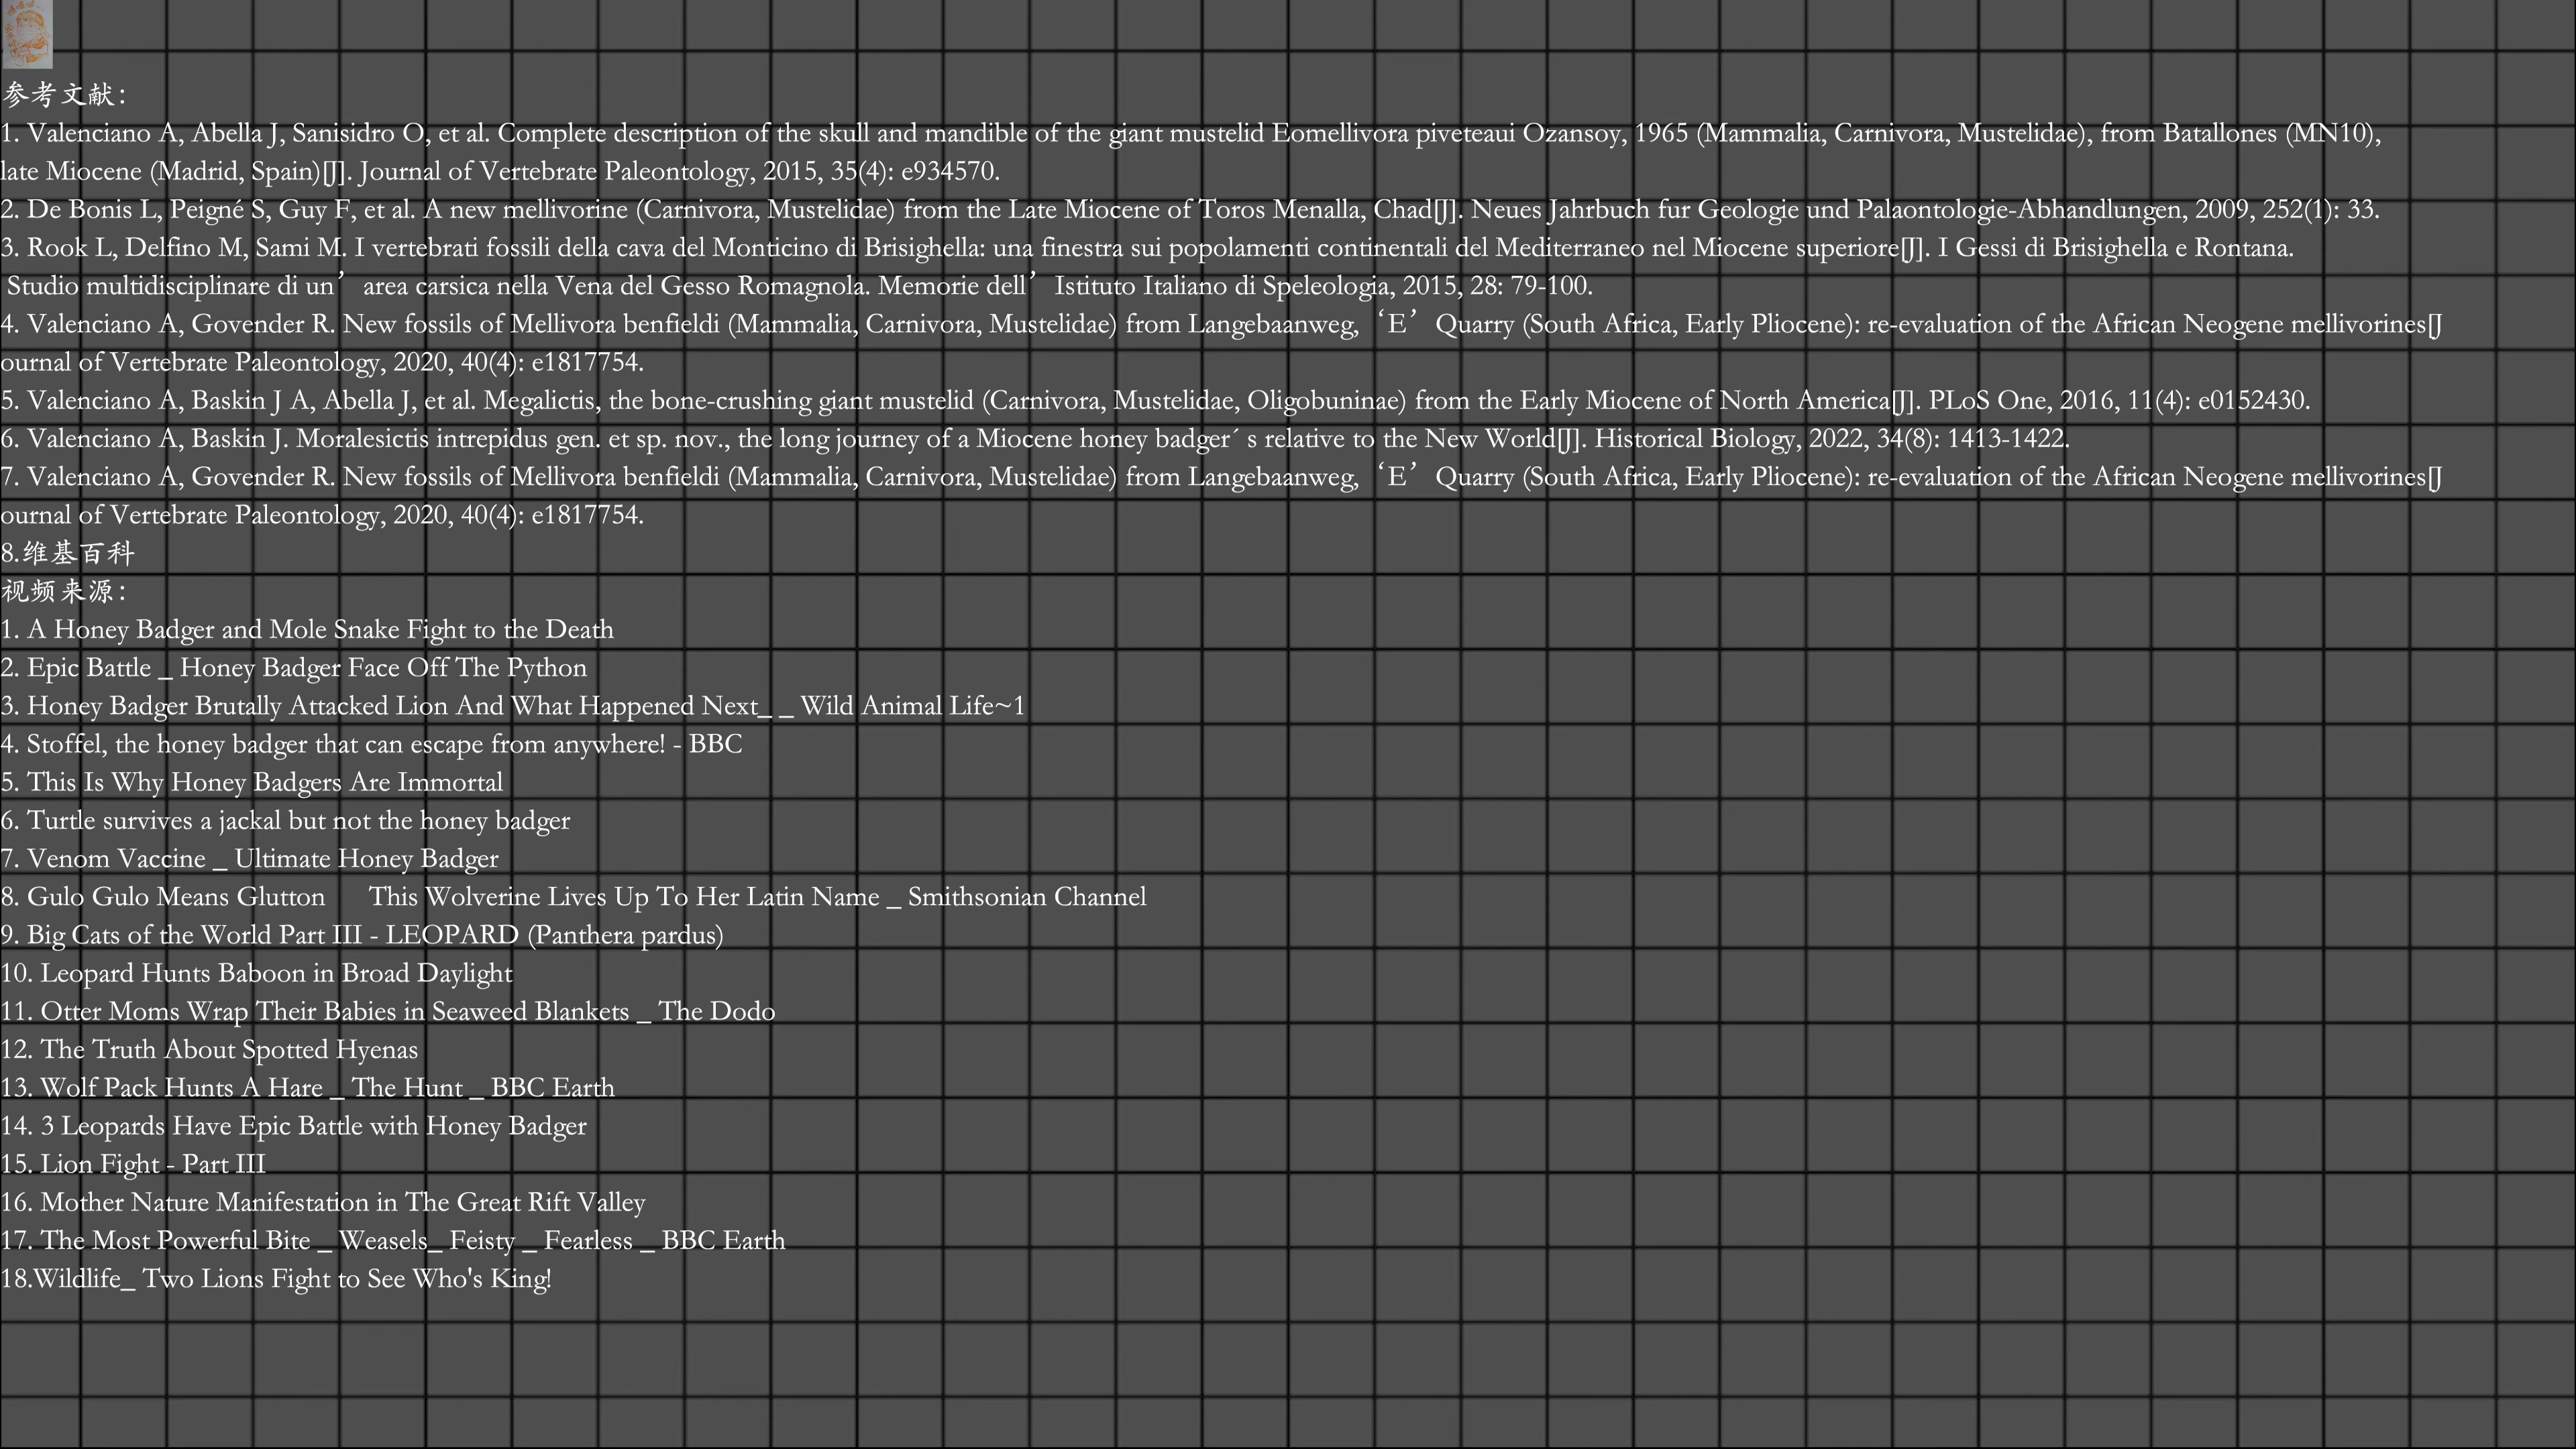 参考文献:
1. Valenciano A, Abella J, Sanisidro O, et al. Complete description of the skull and mandible of the giant mustelid Eomellivora piveteaui Ozansoy, 1965 (Mammalia, Carnivora, Mustelidae), from Batallones (MN10),
late Miocene (Madrid, Spain)[J]. Journal of Vertebrate Paleontology, 2015, 35(4): e934570.
2. De Bonis L, Peigné S, Guy F, et al. A new mellivorine (Carnivora, Mustelidae) from the Late Miocene of Toros Menalla, Chad[J]. Neues Jahrbuch fur Geologie und Palaontologie-Abhandlungen, 2009, 252(1): 33.
3. Rook L, Delfino M, Sami M. I vertebrati fossili della cava del Monticino di Brisighella: una finestra sui popolamenti continentali del Mediterraneo nel Miocene superiore[J]. I Gessi di Brisighella e Rontana.
Studio multidisciplinare di un’area carsica nella Vena del Gesso Romagnola. Memorie dell’Istituto Italiano di Speleologia, 2015, 28: 79-100.
4. Valenciano A, Govender R. New fossils of Mellivora benfieldi (Mammalia, Carnivora, Mustelidae) from Langebaanweg, ‘E’ Quarry (South Africa, Early Pliocene): re-evaluation of the African Neogene mellivorines[J
ournal of Vertebrate Paleontology, 2020, 40(4): e1817754.
5. Valenciano A, Baskin J A, Abella J, et al. Megalictis, the bone-crushing giant mustelid (Carnivora, Mustelidae, Oligobuninae) from the Early Miocene of North America[J]. PLoS One, 2016, 11(4): e0152430.
6. Valenciano A, Baskin J. Moralesictis intrepidus gen. et sp. nov., the long journey of a Miocene honey badger´s relative to the New World[J]. Historical Biology, 2022, 34(8): 1413-1422.
7. Valenciano A, Govender R. New fossils of Mellivora benfieldi (Mammalia, Carnivora, Mustelidae) from Langebaanweg, ‘E’ Quarry (South Africa, Early Pliocene): re-evaluation of the African Neogene mellivorines[J
ournal of Vertebrate Paleontology, 2020, 40(4): e1817754.
8.维基百科
视频来源:
1. A Honey Badger and Mole Snake Fight to the Death
2. Epic Battle _ Honey Badger Face Off The Python
3. Honey Badger Brutally Attacked Lion And What Happened Next_ _ Wild Animal Life~1
4. Stoffel, the honey badger that can escape from anywhere! - BBC
5. This Is Why Honey Badgers Are Immortal
6. Turtle survives a jackal but not the honey badger
7. Venom Vaccine _ Ultimate Honey Badger
8. Gulo Gulo Means Glutton   This Wolverine Lives Up To Her Latin Name _ Smithsonian Channel
9. Big Cats of the World Part III - LEOPARD (Panthera pardus)
10. Leopard Hunts Baboon in Broad Daylight
11. Otter Moms Wrap Their Babies in Seaweed Blankets _ The Dodo
12. The Truth About Spotted Hyenas
13. Wolf Pack Hunts A Hare _ The Hunt _ BBC Earth
14. 3 Leopards Have Epic Battle with Honey Badger
15. Lion Fight - Part III
16. Mother Nature Manifestation in The Great Rift Valley
17. The Most Powerful Bite _ Weasels_ Feisty _ Fearless _ BBC Earth
18.Wildlife_ Two Lions Fight to See Who's King!